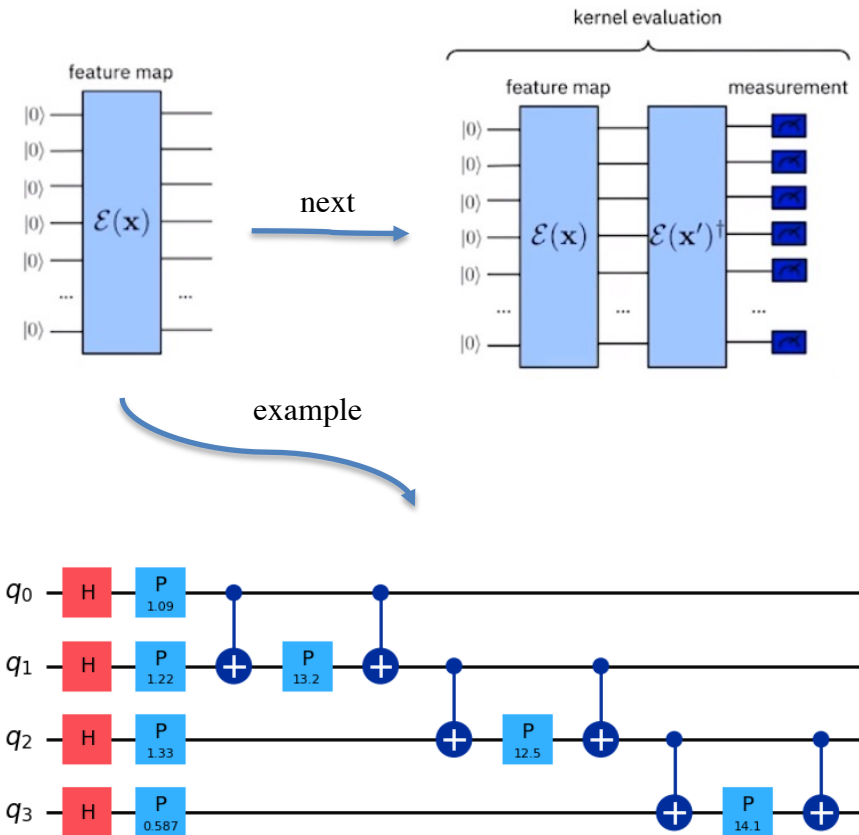 kernel evaluation
feature map
feature map
measurement
|0⟩
|0⟩
|0⟩
|0⟩
|0⟩
...
...
|0⟩
ℰ(x)
next
|0⟩
|0⟩
|0⟩
|0⟩
|0⟩
...
...
...
|0⟩
ℰ(x)
ℰ(x′)†
example
q0 H P 1.09
q1 H P 1.22 P 13.2
q2 H P 1.33 P 12.5
q3 H P 0.587 P 14.1